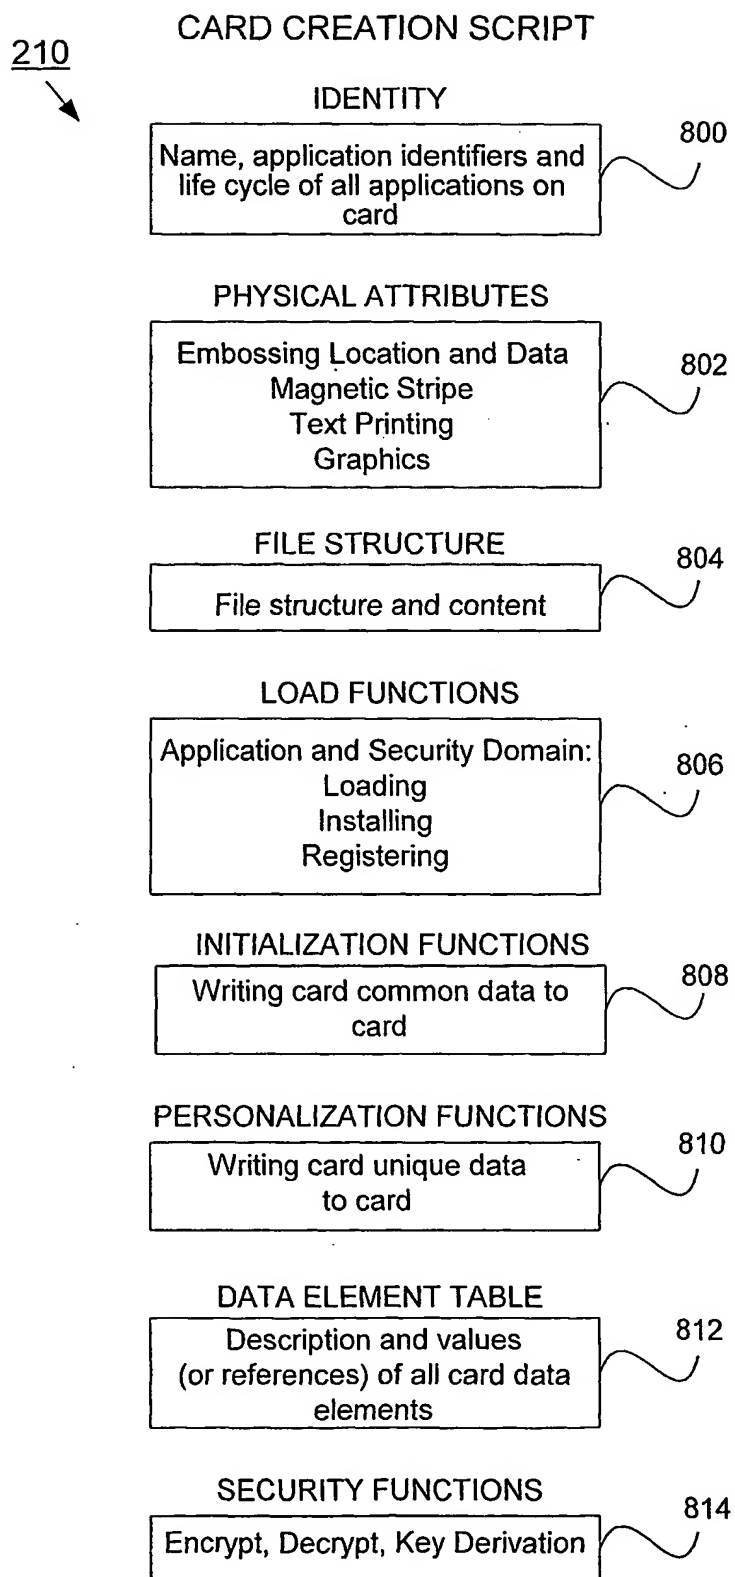 CARD CREATION SCRIPT
210
IDENTITY
800
Name, application identifiers and
life cycle of all applications on
card
PHYSICAL ATTRIBUTES
802
Embossing Location and Data
Magnetic Stripe
Text Printing
Graphics
FILE STRUCTURE
804
File structure and content
LOAD FUNCTIONS
806
Application and Security Domain:
Loading
Installing
Registering
INITIALIZATION FUNCTIONS
808
Writing card common data to
card
PERSONALIZATION FUNCTIONS
810
Writing card unique data
to card
DATA ELEMENT TABLE
812
Description and values
(or references) of all card data
elements
SECURITY FUNCTIONS
814
Encrypt, Decrypt, Key Derivation